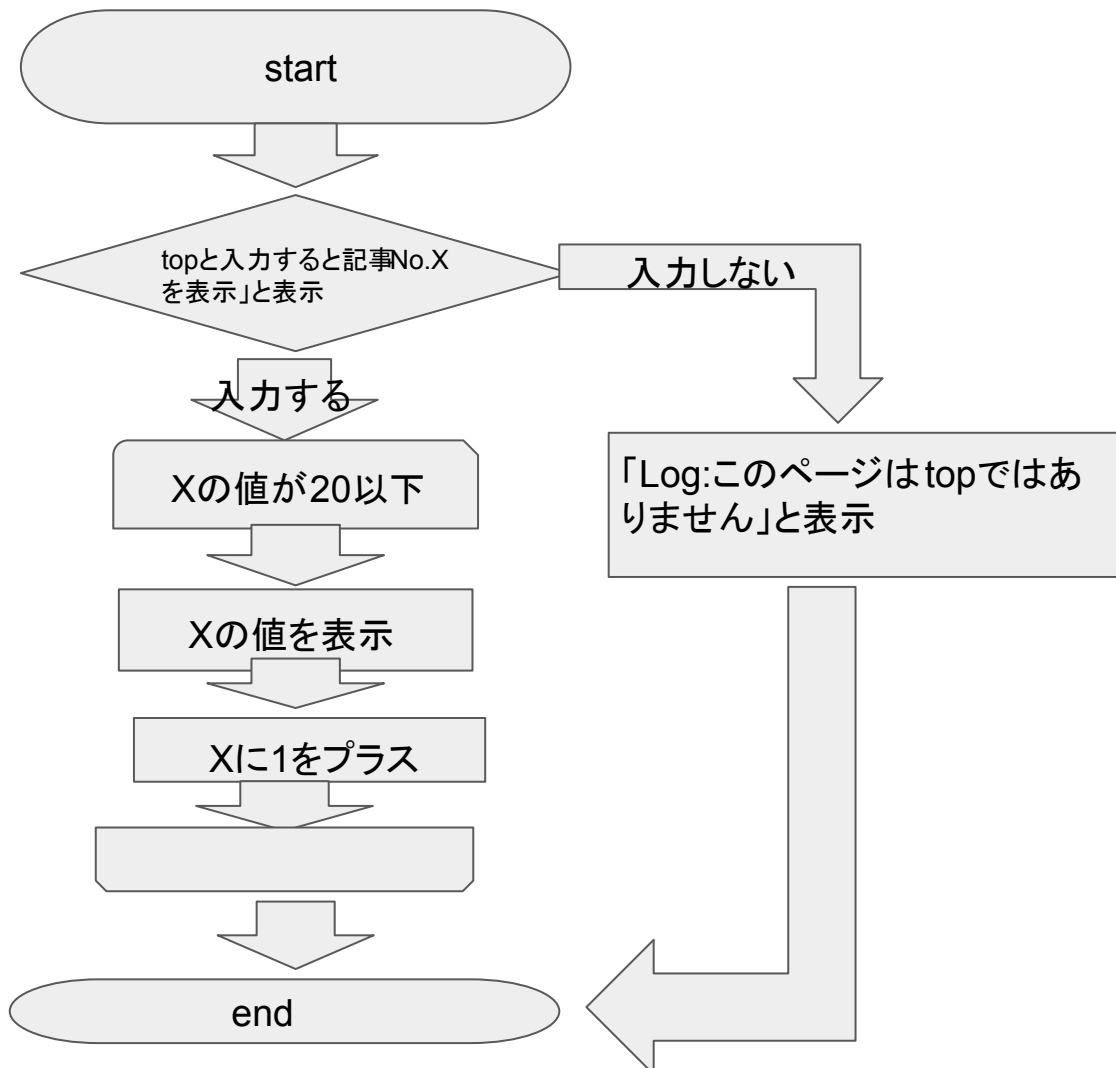 start
topと入力すると記事No.X
を表示」と表示
入力しない
入力する
Xの値が20以下
「Log:このページはtopではあ
りません」と表示
Xの値を表示
Xに1をプラス
end